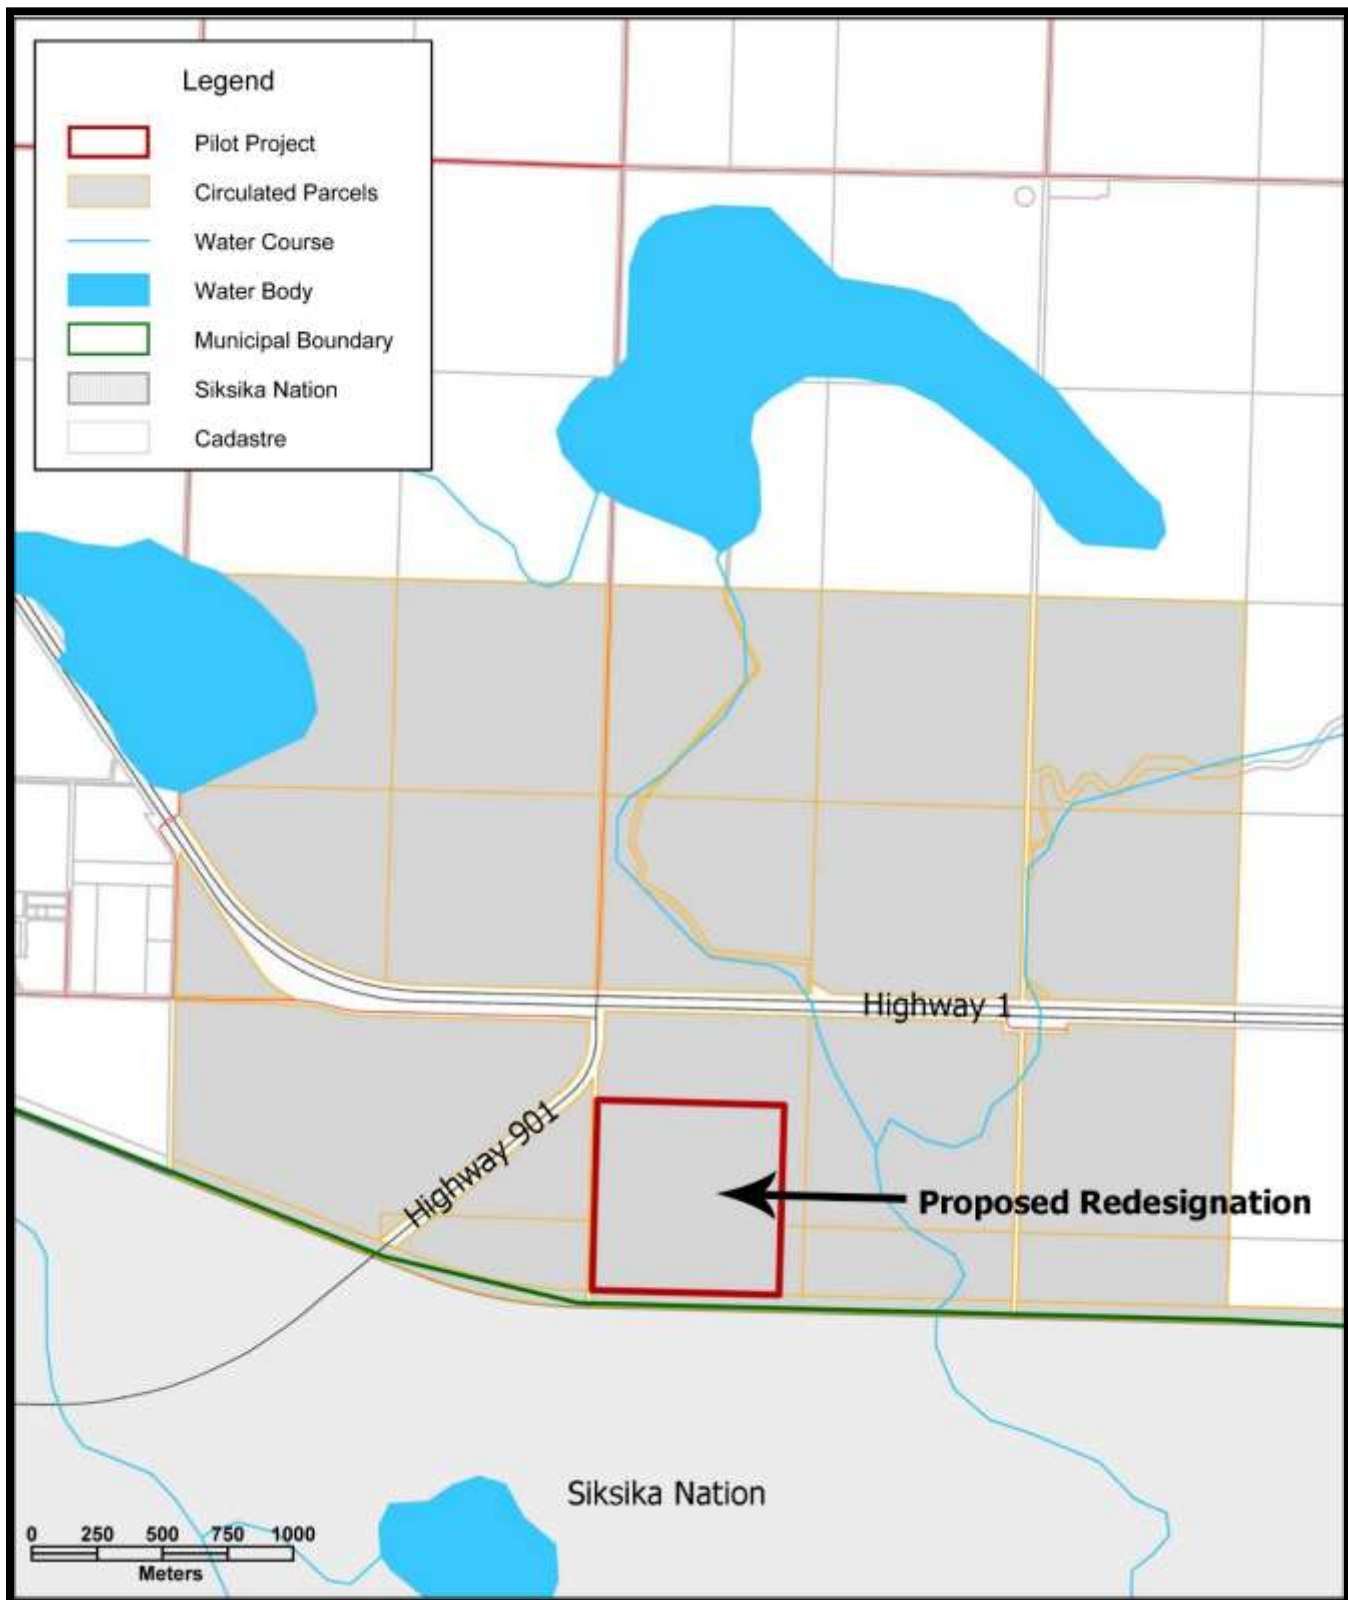 Legend
Pilot Project
Circulated Parcels
Water Course
Water Body
Municipal Boundary
Siksika Nation
Cadastre
Highway 1
Highway 901
Proposed Redesignation
Siksika Nation
0 250 500 750 1000
Meters